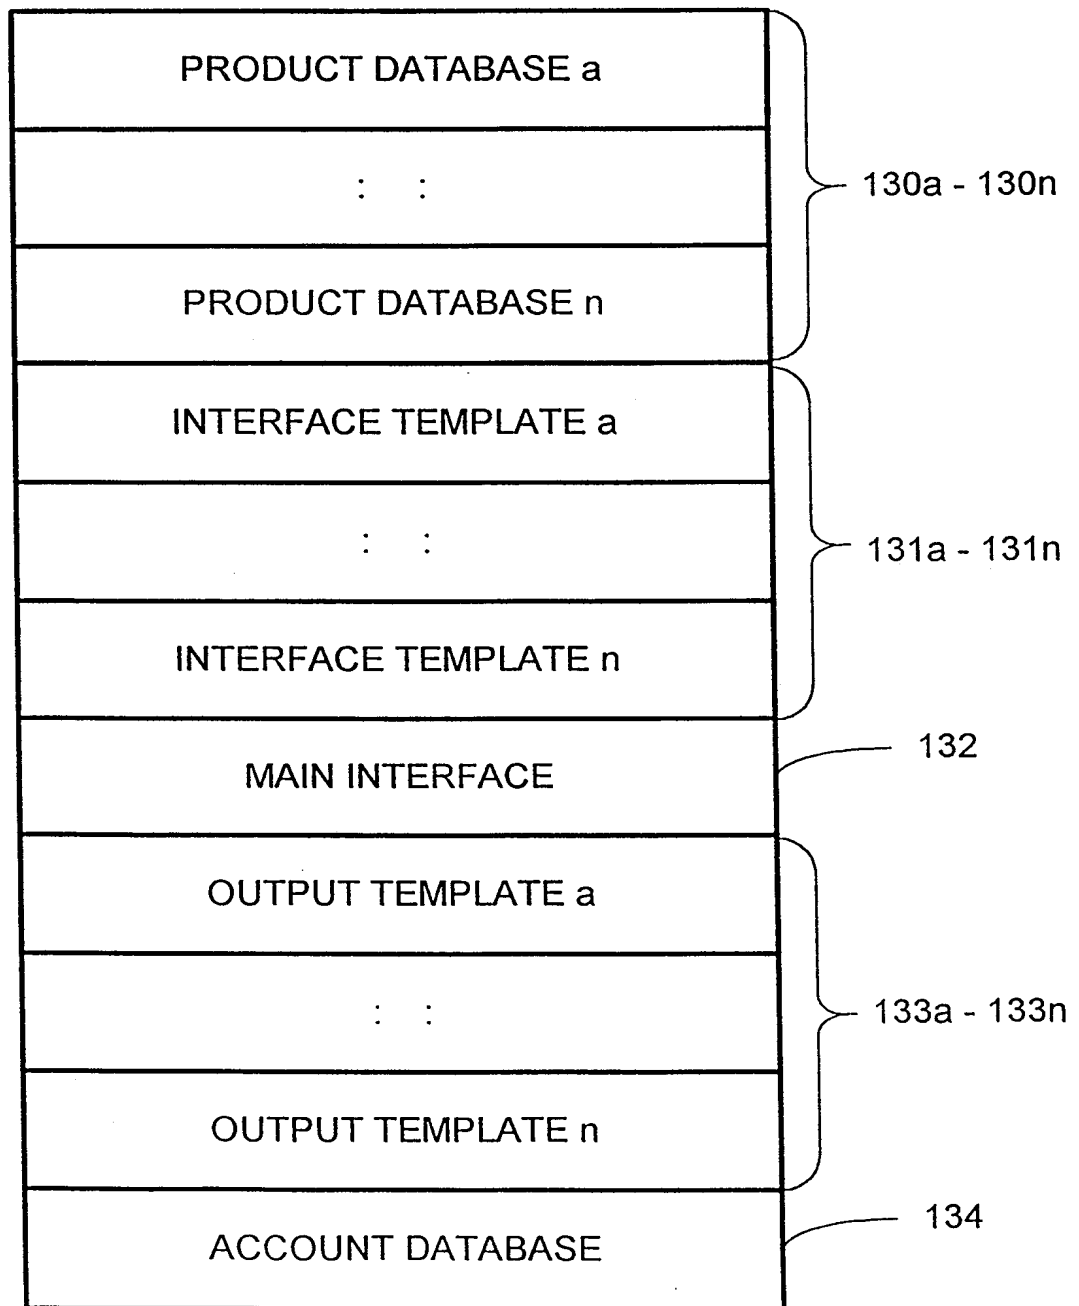 PRODUCT DATABASE a
: :
130a - 130n
PRODUCT DATABASE n
INTERFACE TEMPLATE a
: :
131a - 131n
INTERFACE TEMPLATE n
132
MAIN INTERFACE
OUTPUT TEMPLATE a
: :
133a - 133n
OUTPUT TEMPLATE n
134
ACCOUNT DATABASE